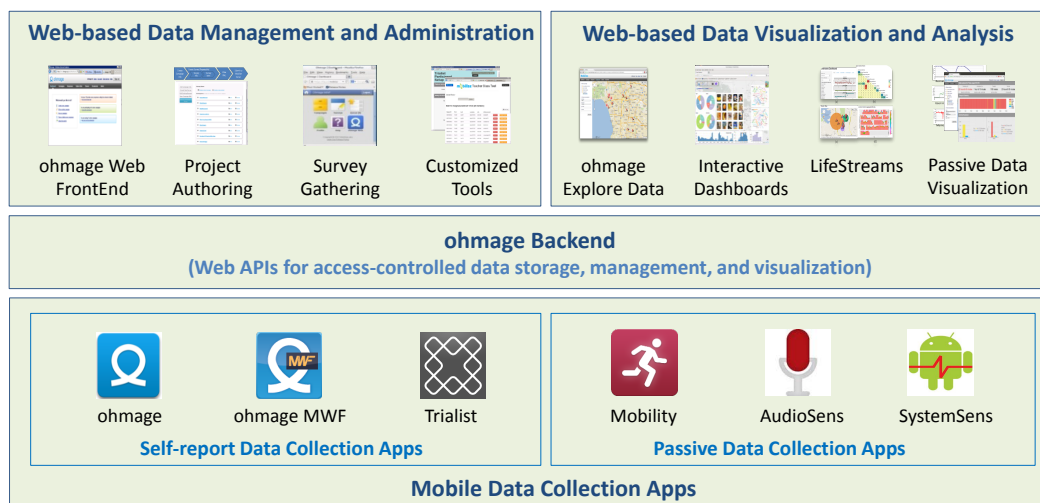 Web-based Data Management and Administration
ohmage Web
FrontEnd
Project
Authoring
Survey
Gathering
Customized
Tools
Web-based Data Visualization and Analysis
ohmage
Explore Data
Interactive
Dashboards
LifeStreams
Passive Data
Visualization
ohmage Backend
(Web APIs for access-controlled data storage, management, and visualization)
ohmage
MWF
ohmage MWF
Trialist
Self-report Data Collection Apps
Mobility
AudioSens
SystemSens
Passive Data Collection Apps
Mobile Data Collection Apps